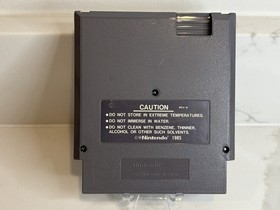 CAUTION
REV-A
●DO NOT STORE IN EXTREME TEMPERATURES.
●DO NOT IMMERSE IN WATER.
●DO NOT CLEAN WITH BENZENE, THINNER,
ALCOHOL OR OTHER SUCH SOLVENTS.
©Nintendo 1985